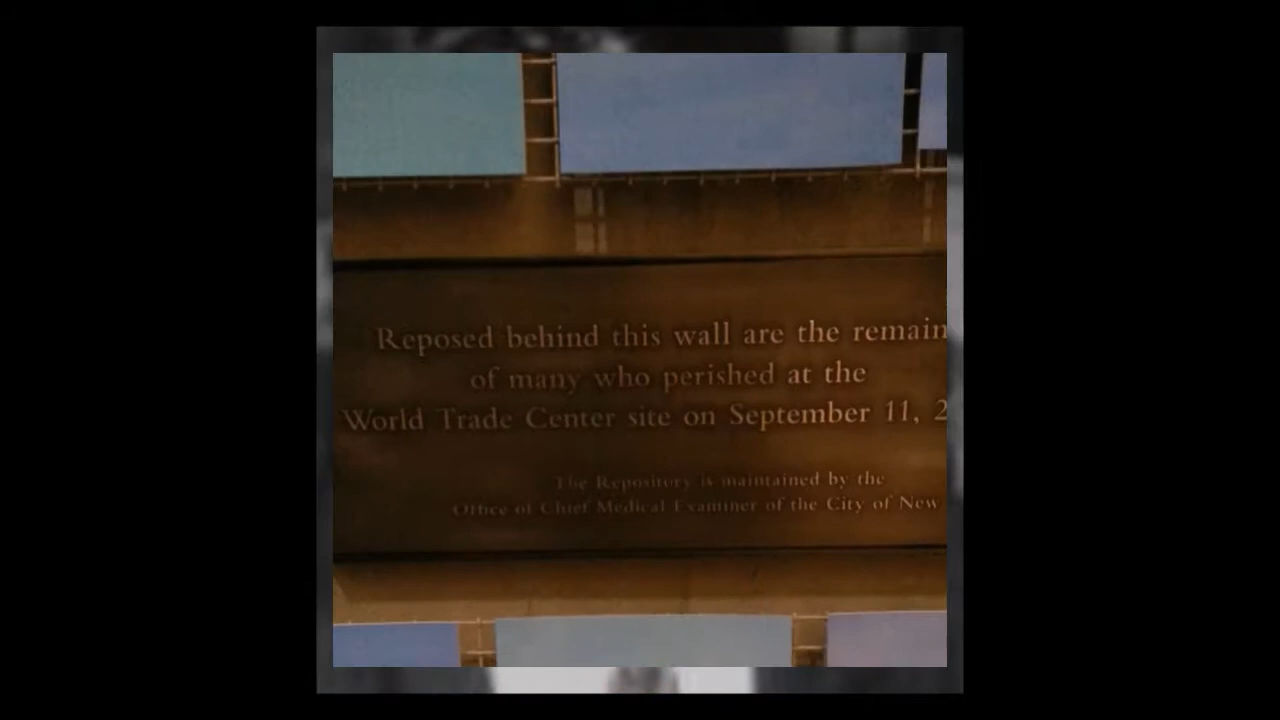 Reposed behind this wall are the remain
of many who perished at the
World Trade Center site on September 11, 2
The Repository is maintained by the
Office of Chief Medical Examiner of the City of New